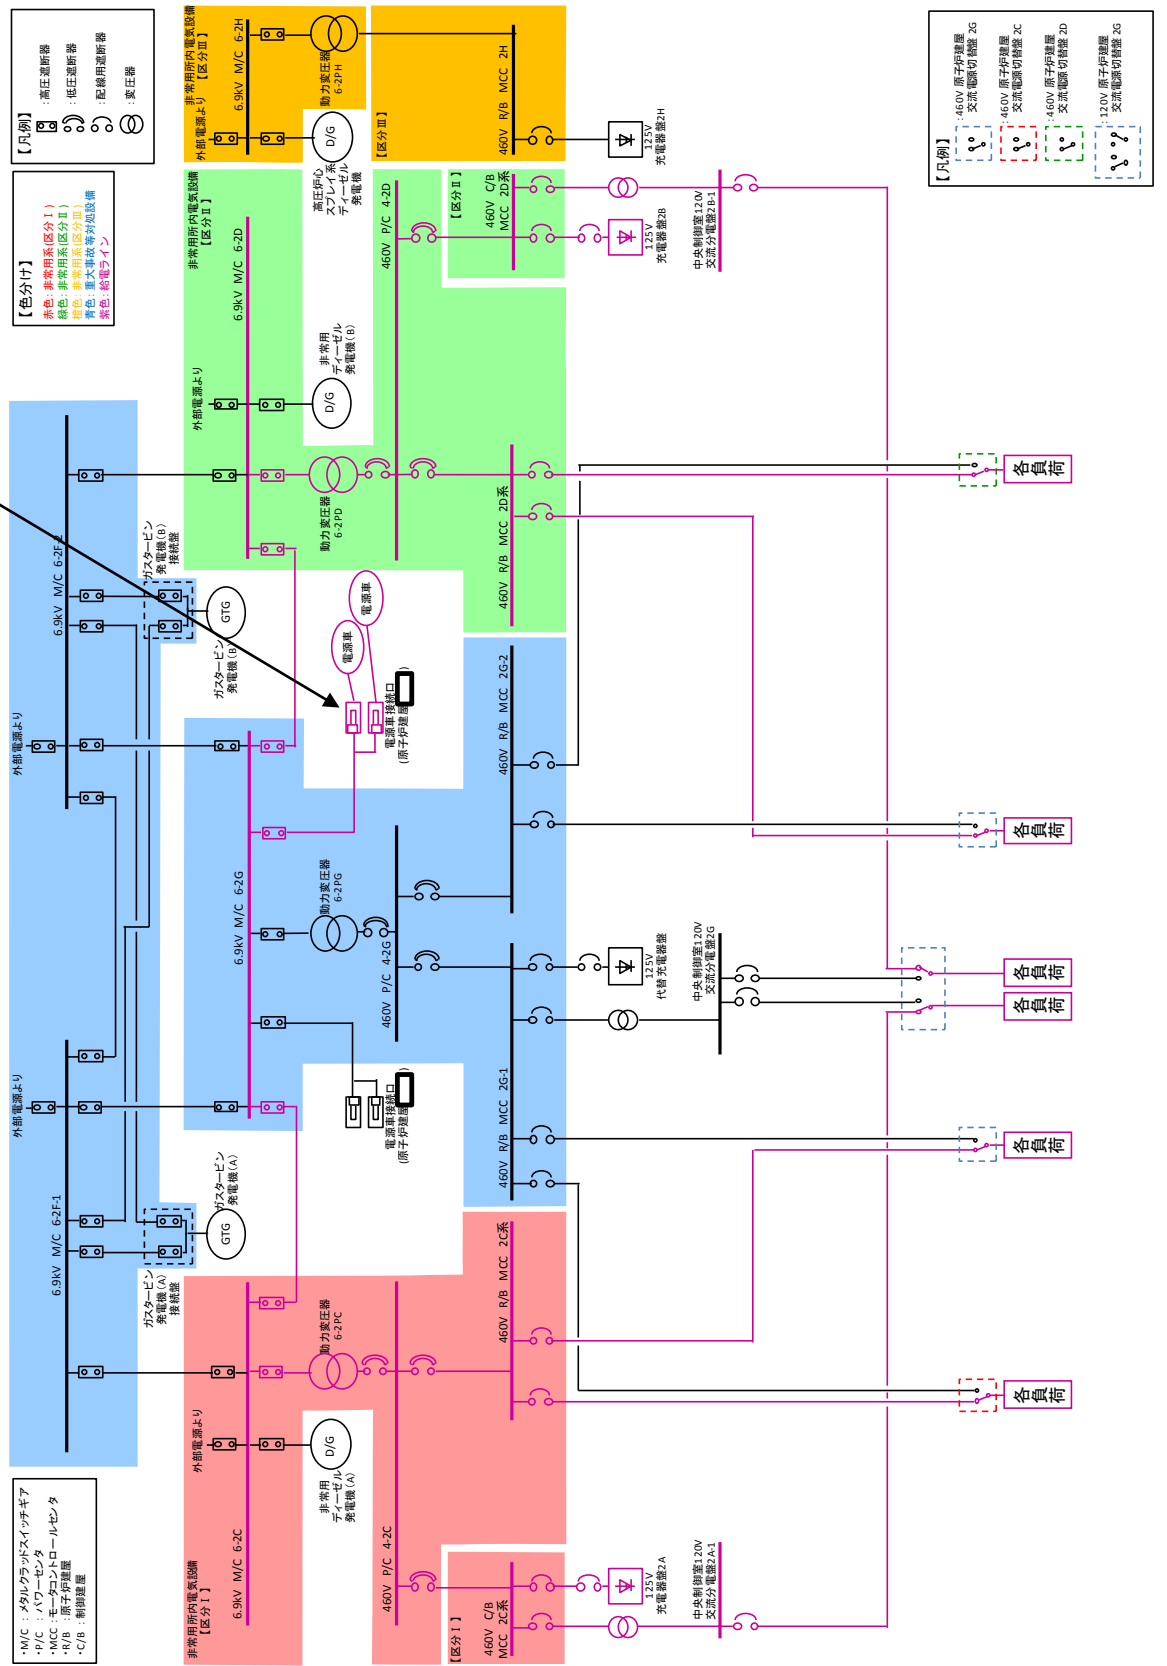 ・M/C ：メタルクラッドスイッチギア
・P/C ：パワーセンタ
・MCC：モータコントロールセンタ
・R/B ：原子炉建屋
・C/B ：制御建屋
【色分け】
赤色：非常用系(区分Ⅰ)
緑色：非常用系(区分Ⅱ)
橙色：非常用系(区分Ⅲ)
青色：重大事故等対処設備
紫色：給電ライン
【凡例】
：高圧遮断器
：低圧遮断器
：配線用遮断器
：変圧器
6.9kV M/C 6-2F-1
外部電源より
6.9kV M/C 6-2F-2
外部電源より
ガスタービン
発電機(A)
接続盤
GTG
ガスタービン
発電機(A)
ガスタービン
発電機(B)
接続盤
GTG
ガスタービン
発電機(B)
非常用所内電気設備
【区分Ⅰ】
6.9kV M/C 6-2C
外部電源より
D/G
非常用
ディーゼル
発電機(A)
動力変圧器
6-2PC
460V P/C 4-2C
【区分Ⅰ】
460V C/B
MCC 2C系
460V R/B MCC 2C系
125V
充電器盤2A
中央制御室120V
交流分電盤2A-1
6.9kV M/C 6-2G
動力変圧器
6-2PG
460V P/C 4-2G
電源車接続口
(原子炉建屋 )
電源車
電源車
電源車接続口
(原子炉建屋 )
460V R/B MCC 2G-1
460V R/B MCC 2G-2
125V
代替充電器盤
中央制御室120V
交流分電盤2G
非常用所内電気設備
【区分Ⅱ】
6.9kV M/C 6-2D
外部電源より
D/G
非常用
ディーゼル
発電機(B)
動力変圧器
6-2PD
460V P/C 4-2D
【区分Ⅱ】
460V C/B
MCC 2D系
460V R/B MCC 2D系
125V
充電器盤2B
中央制御室120V
交流分電盤2B-1
非常用所内電気設備
【区分Ⅲ】
6.9kV M/C 6-2H
外部電源より
D/G
高圧炉心
スプレイ系
ディーゼル
発電機
動力変圧器
6-2PH
【区分Ⅲ】
460V R/B MCC 2H
125V
充電器盤2H
各負荷
各負荷
各負荷
各負荷
各負荷
各負荷
【凡例】
：460V 原子炉建屋
交流電源切替盤 2G
：460V 原子炉建屋
交流電源切替盤 2C
：460V 原子炉建屋
交流電源切替盤 2D
：120V 原子炉建屋
交流電源切替盤 2G